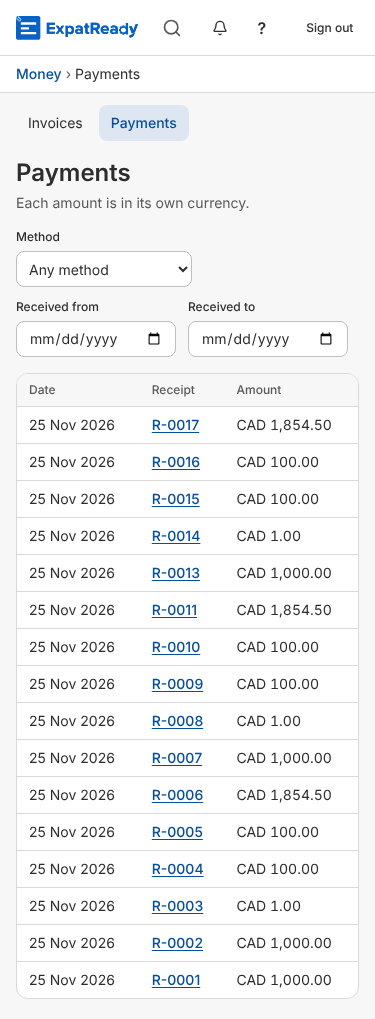 ExpatReady ? Sign out
Money › Payments
Invoices Payments
Payments
Each amount is in its own currency.
Method
Any method
Received from Received to
mm/dd/yyyy mm/dd/yyyy
Date Receipt Amount
25 Nov 2026 R-0017 CAD 1,854.50
25 Nov 2026 R-0016 CAD 100.00
25 Nov 2026 R-0015 CAD 100.00
25 Nov 2026 R-0014 CAD 1.00
25 Nov 2026 R-0013 CAD 1,000.00
25 Nov 2026 R-0011 CAD 1,854.50
25 Nov 2026 R-0010 CAD 100.00
25 Nov 2026 R-0009 CAD 100.00
25 Nov 2026 R-0008 CAD 1.00
25 Nov 2026 R-0007 CAD 1,000.00
25 Nov 2026 R-0006 CAD 1,854.50
25 Nov 2026 R-0005 CAD 100.00
25 Nov 2026 R-0004 CAD 100.00
25 Nov 2026 R-0003 CAD 1.00
25 Nov 2026 R-0002 CAD 1,000.00
25 Nov 2026 R-0001 CAD 1,000.00